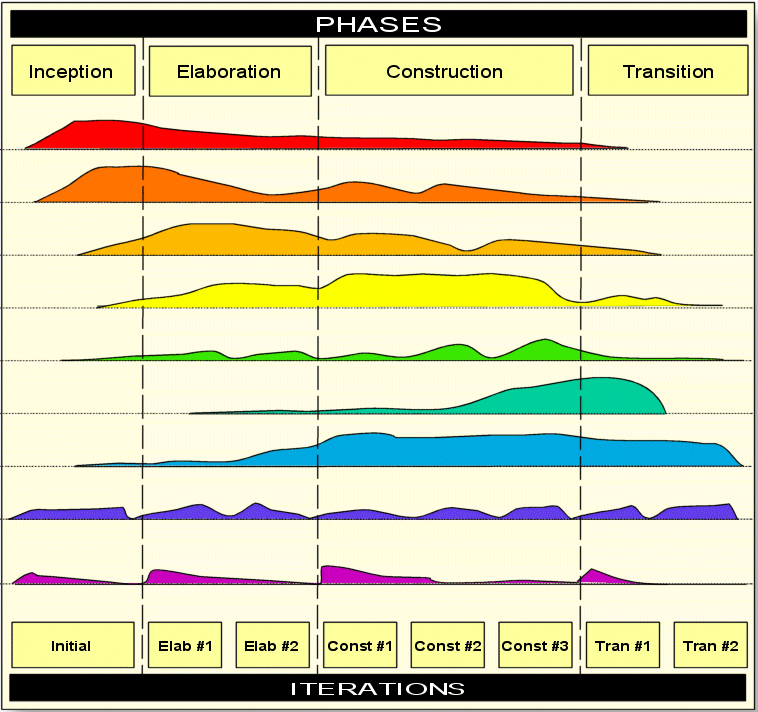 PHASES
Inception
Elaboration
Construction
Transition
Initial
Elab #1
Elab #2
Const #1
Const #2
Const #3
Tran #1
Tran #2
ITERATIONS